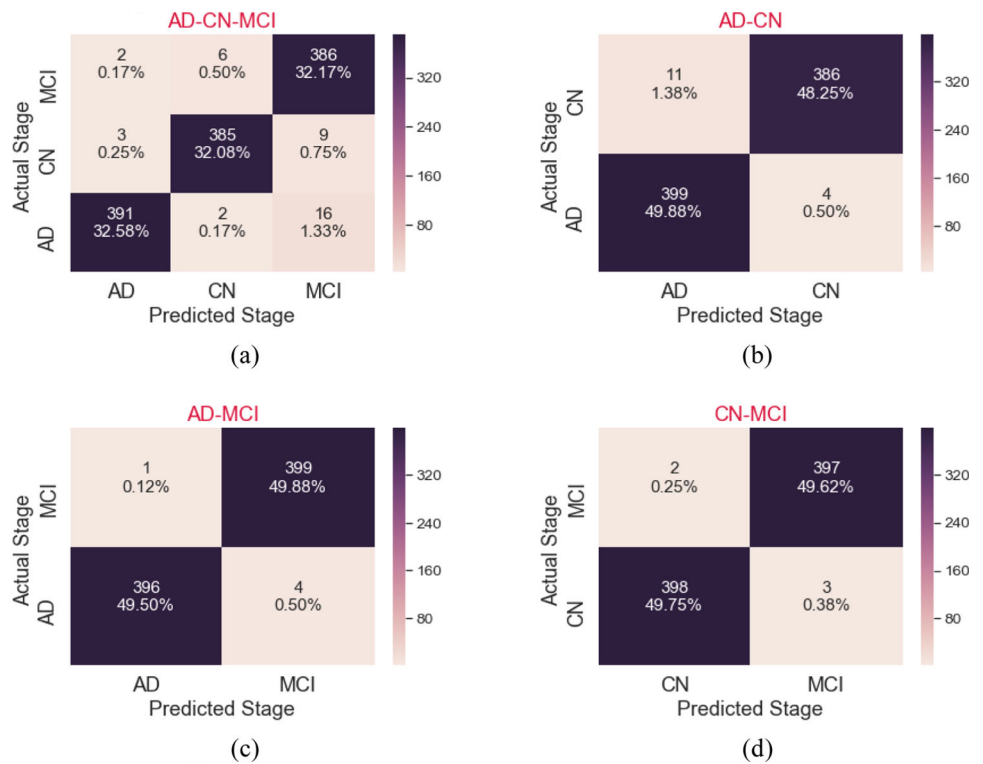 AD-CN-MCI
Actual Stage
MCI
CN
AD
2
0.17%
6
0.50%
386
32.17%
3
0.25%
385
32.08%
9
0.75%
391
32.58%
2
0.17%
16
1.33%
320
240
160
80
AD CN MCI
Predicted Stage
(a)
AD-CN
Actual Stage
CN
AD
11
1.38%
386
48.25%
399
49.88%
4
0.50%
320
240
160
80
AD CN
Predicted Stage
(b)
AD-MCI
Actual Stage
MCI
AD
1
0.12%
399
49.88%
396
49.50%
4
0.50%
320
240
160
80
AD MCI
Predicted Stage
(c)
CN-MCI
Actual Stage
MCI
CN
2
0.25%
397
49.62%
398
49.75%
3
0.38%
320
240
160
80
CN MCI
Predicted Stage
(d)